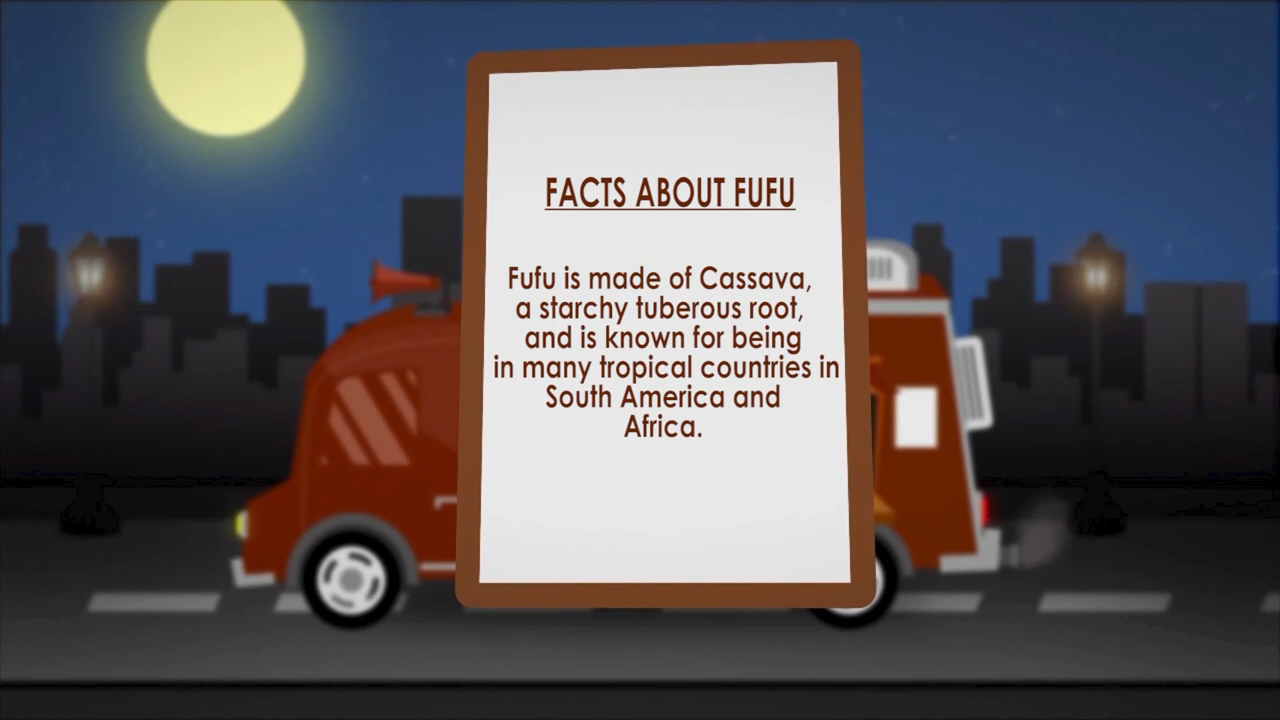 FACTS ABOUT FUFU
Fufu is made of Cassava,
a starchy tuberous root,
and is known for being
in many tropical countries in
South America and
Africa.